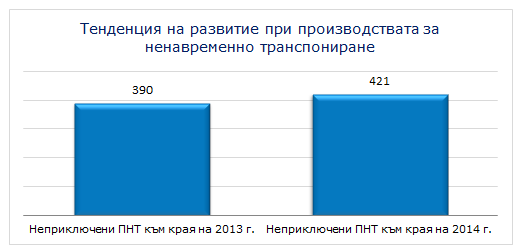 Тенденция на развитие при производствата за
ненавременно транспониране
390
421
Неприключени ПНТ към края на 2013 г.
Неприключени ПНТ към края на 2014 г.